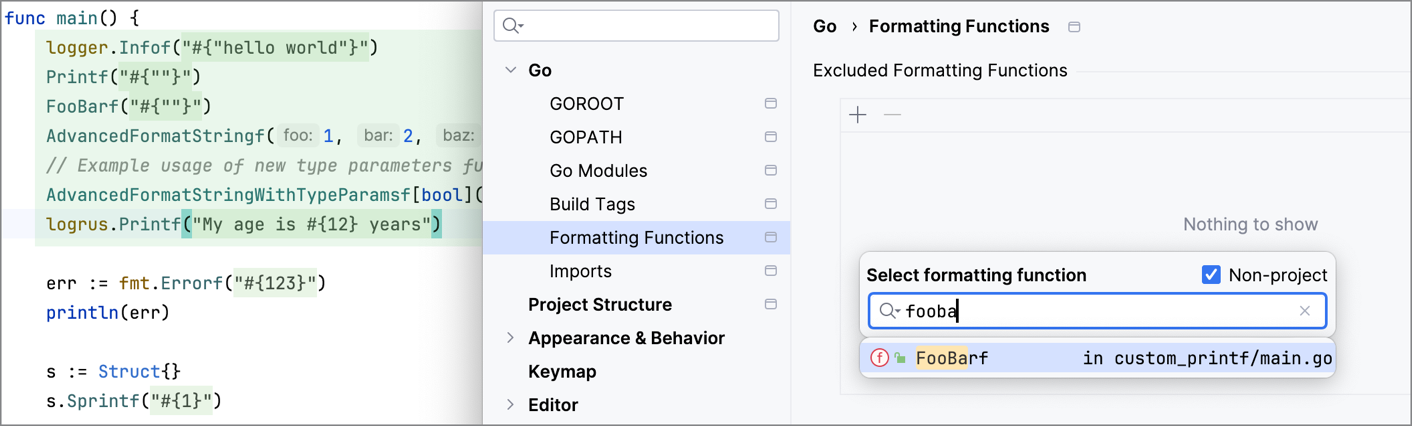 func main() {
logger.Infof("#{"hello world"}")
Printf("#{""}")
FooBarf("#{""}")
AdvancedFormatStringf( foo: 1, bar: 2, baz:
// Example usage of new type parameters fu
AdvancedFormatStringWithTypeParamsf[bool](
logrus.Printf("My age is #{12} years")
err := fmt.Errorf("#{123}")
println(err)
s := Struct{}
s.Sprintf("#{1}")
Go
GOROOT
GOPATH
Go Modules
Build Tags
Formatting Functions
Imports
Project Structure
Appearance & Behavior
Keymap
Editor
Go › Formatting Functions
Excluded Formatting Functions
Nothing to show
Select formatting function Non-project
fooba
FooBarf in custom_printf/main.go